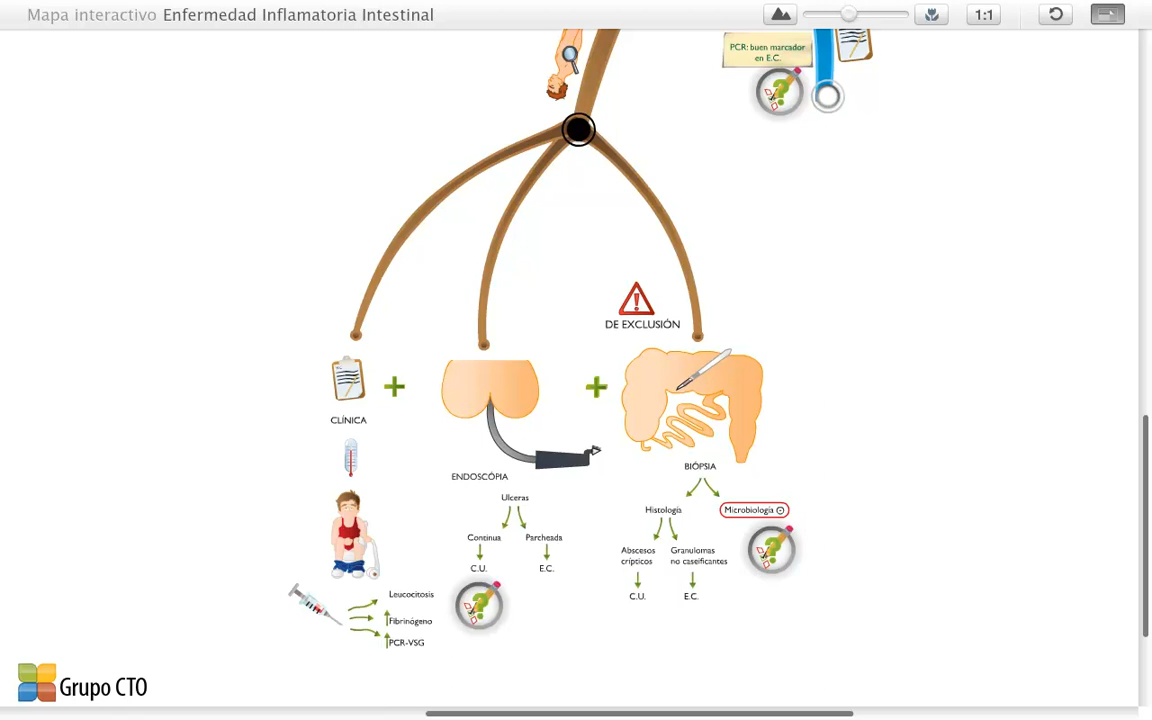 Mapa interactivo Enfermedad Inflamatoria Intestinal
1:1
PCR: buen marcador
en E.C.
DE EXCLUSIÓN
CLÍNICA
ENDOSCÓPIA
BIÓPSIA
Ulceras
Continua
Parcheada
C.U.
E.C.
Histología
Microbiología
Abscesos
crípticos
Granulomas
no caseificantes
C.U.
E.C.
Leucocitosis
Fibrinógeno
PCR-VSG
Grupo CTO